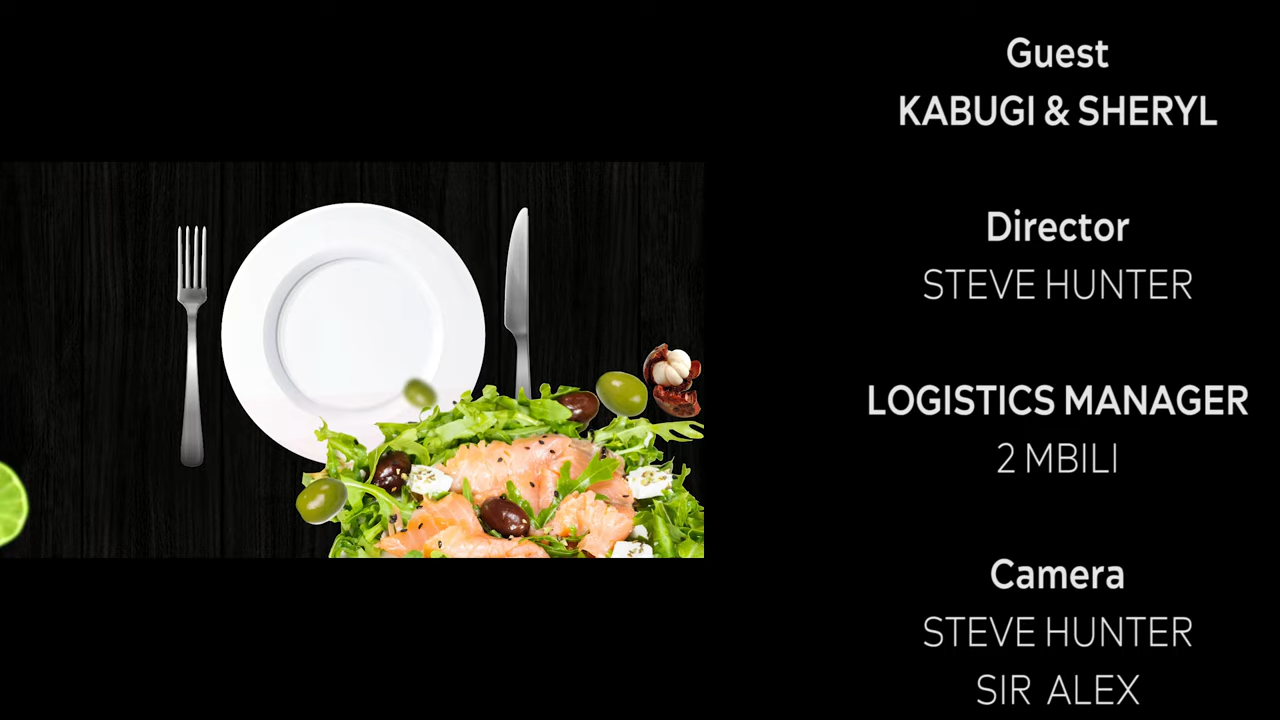 Guest
KABUGI & SHERYL
Director
STEVE HUNTER
LOGISTICS MANAGER
2 MBILI
Camera
STEVE HUNTER
SIR ALEX